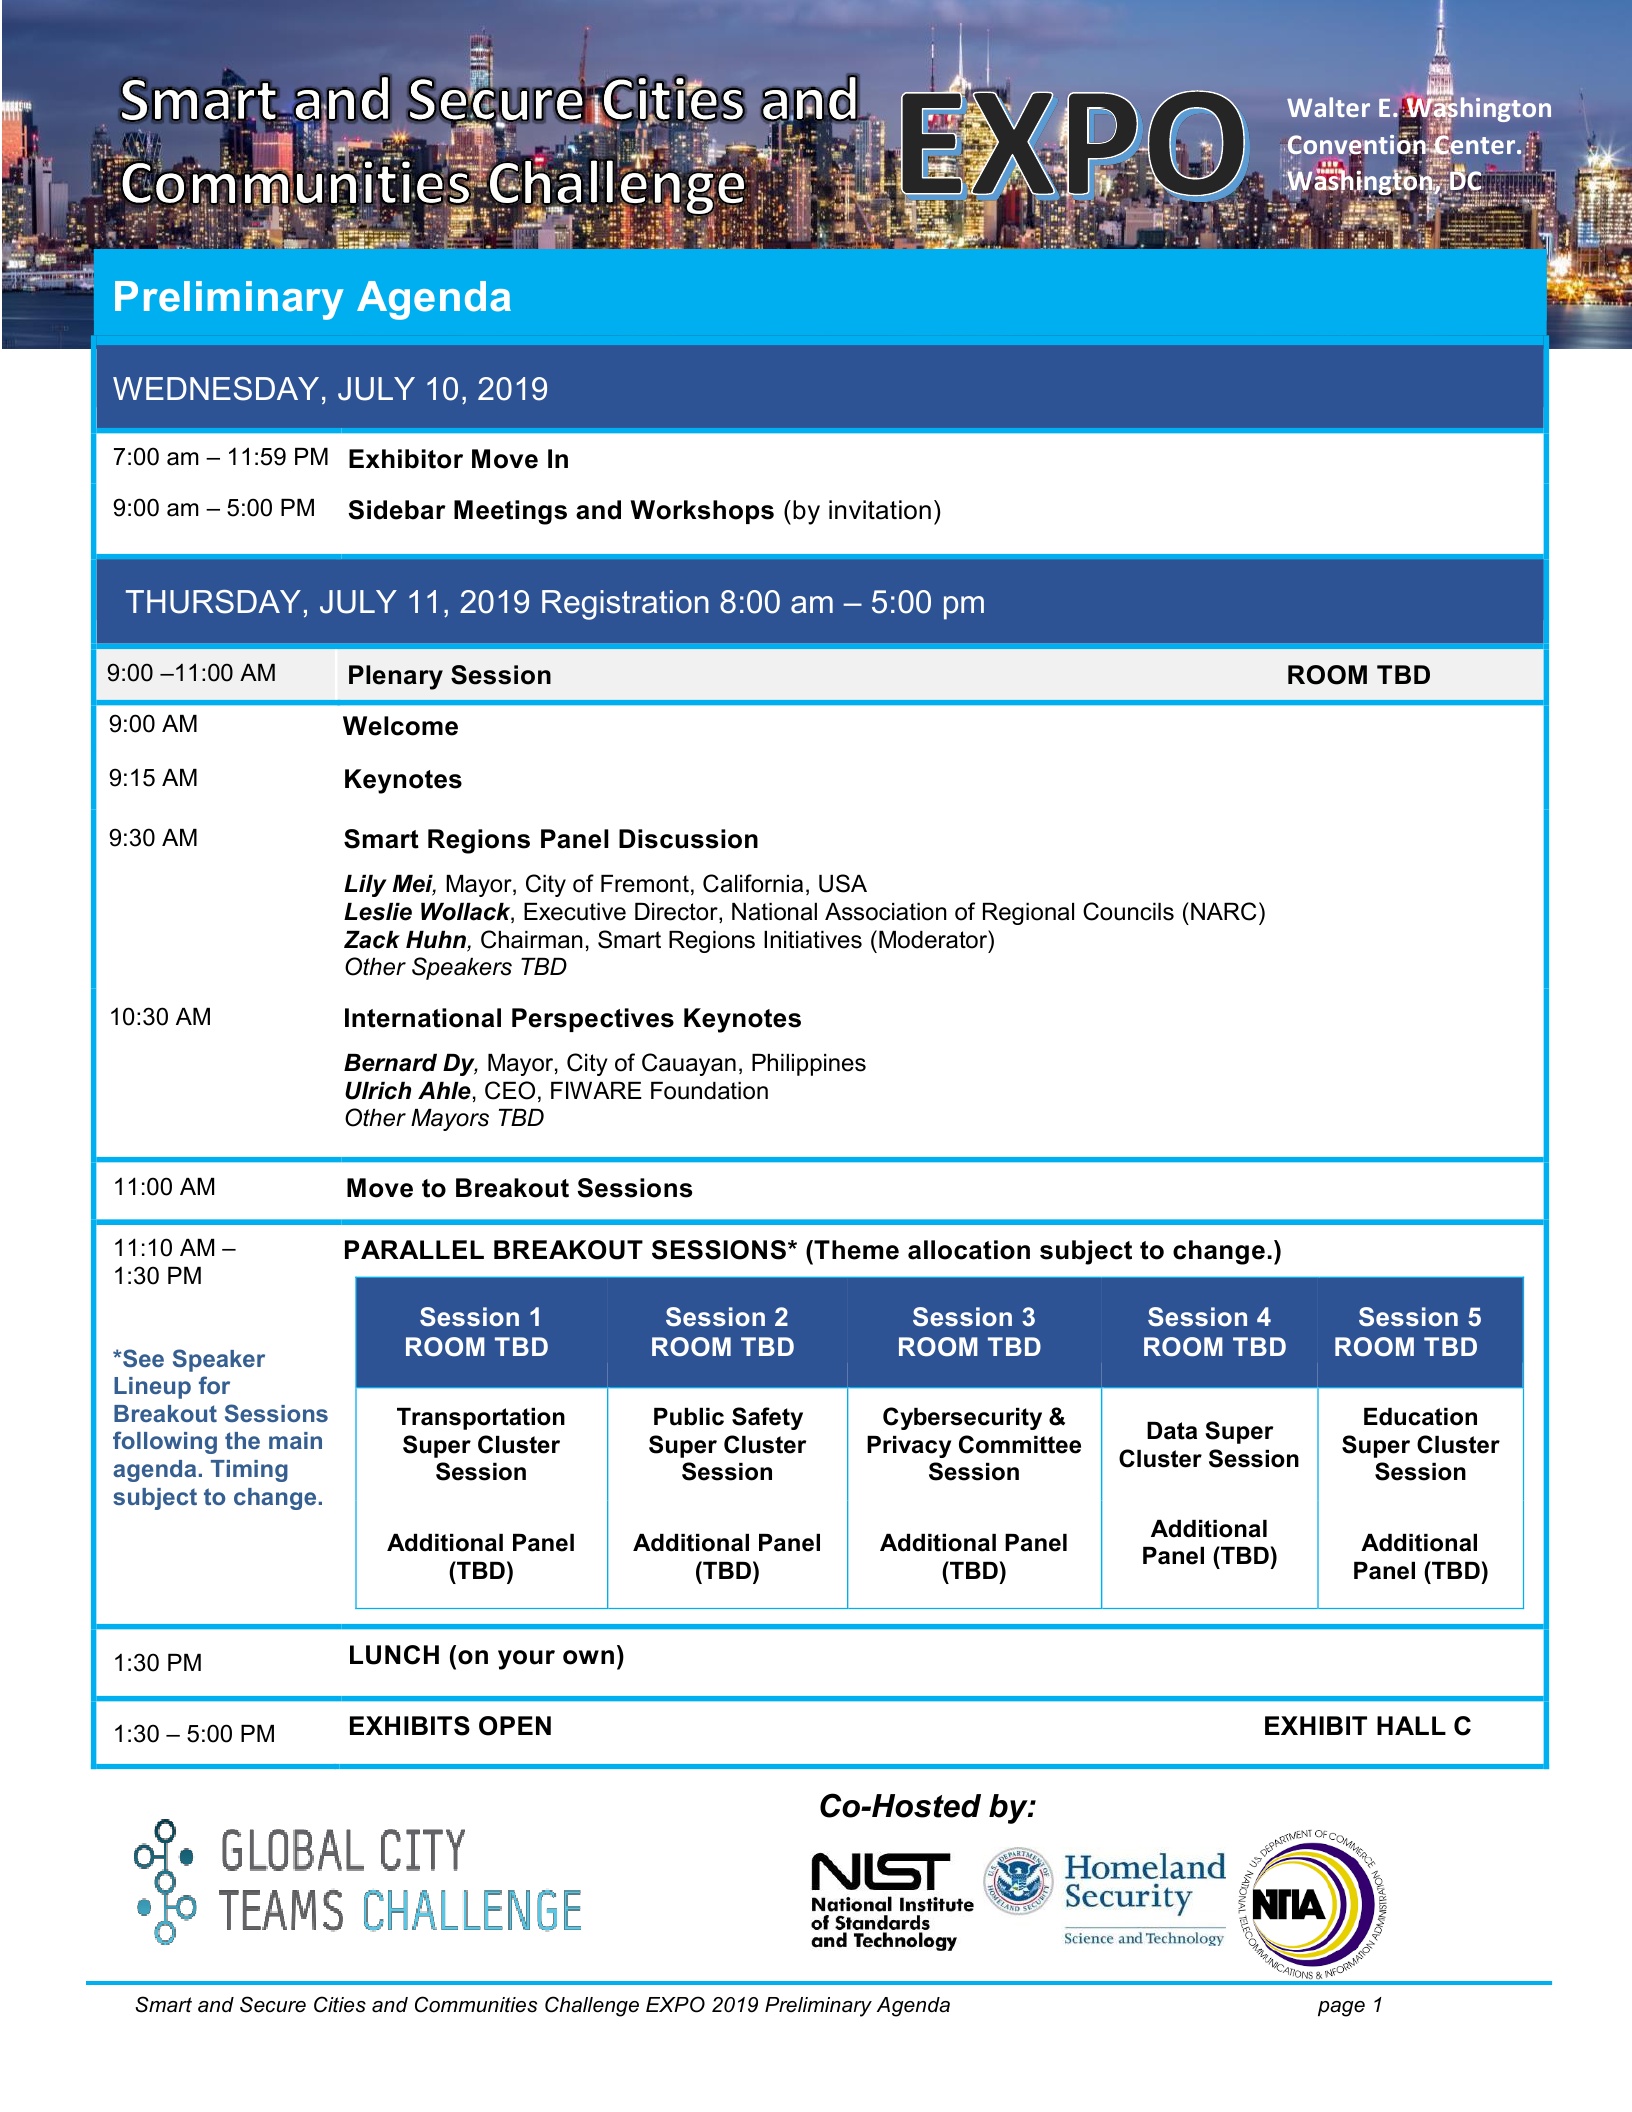 Smart and Secure Cities and
Communities Challenge
EXPO
Walter E. Washington
Convention Center.
Washington, DC
Preliminary Agenda
WEDNESDAY, JULY 10, 2019
7:00 am – 11:59 PM Exhibitor Move In
9:00 am – 5:00 PM Sidebar Meetings and Workshops (by invitation)
THURSDAY, JULY 11, 2019 Registration 8:00 am – 5:00 pm
9:00 –11:00 AM Plenary Session ROOM TBD
9:00 AM Welcome
9:15 AM Keynotes
9:30 AM Smart Regions Panel Discussion
Lily Mei, Mayor, City of Fremont, California, USA
Leslie Wollack, Executive Director, National Association of Regional Councils (NARC)
Zack Huhn, Chairman, Smart Regions Initiatives (Moderator)
Other Speakers TBD
10:30 AM International Perspectives Keynotes
Bernard Dy, Mayor, City of Cauayan, Philippines
Ulrich Ahle, CEO, FIWARE Foundation
Other Mayors TBD
11:00 AM Move to Breakout Sessions
11:10 AM –
1:30 PM
*See Speaker
Lineup for
Breakout Sessions
following the main
agenda. Timing
subject to change.
PARALLEL BREAKOUT SESSIONS* (Theme allocation subject to change.)
Session 1
ROOM TBD
Session 2
ROOM TBD
Session 3
ROOM TBD
Session 4
ROOM TBD
Session 5
ROOM TBD
Transportation
Super Cluster
Session
Public Safety
Super Cluster
Session
Cybersecurity &
Privacy Committee
Session
Data Super
Cluster Session
Education
Super Cluster
Session
Additional Panel
(TBD)
Additional Panel
(TBD)
Additional Panel
(TBD)
Additional
Panel (TBD)
Additional
Panel (TBD)
1:30 PM LUNCH (on your own)
1:30 – 5:00 PM EXHIBITS OPEN EXHIBIT HALL C
GLOBAL CITY
TEAMS CHALLENGE
Co-Hosted by:
NIST
National Institute
of Standards
and Technology
U.S. DEPARTMENT OF
HOMELAND SECURITY
Homeland
Security
Science and Technology
U.S. DEPARTMENT OF COMMERCE
NATIONAL TELECOMMUNICATIONS & INFORMATION ADMINISTRATION
NTIA
Smart and Secure Cities and Communities Challenge EXPO 2019 Preliminary Agenda page 1